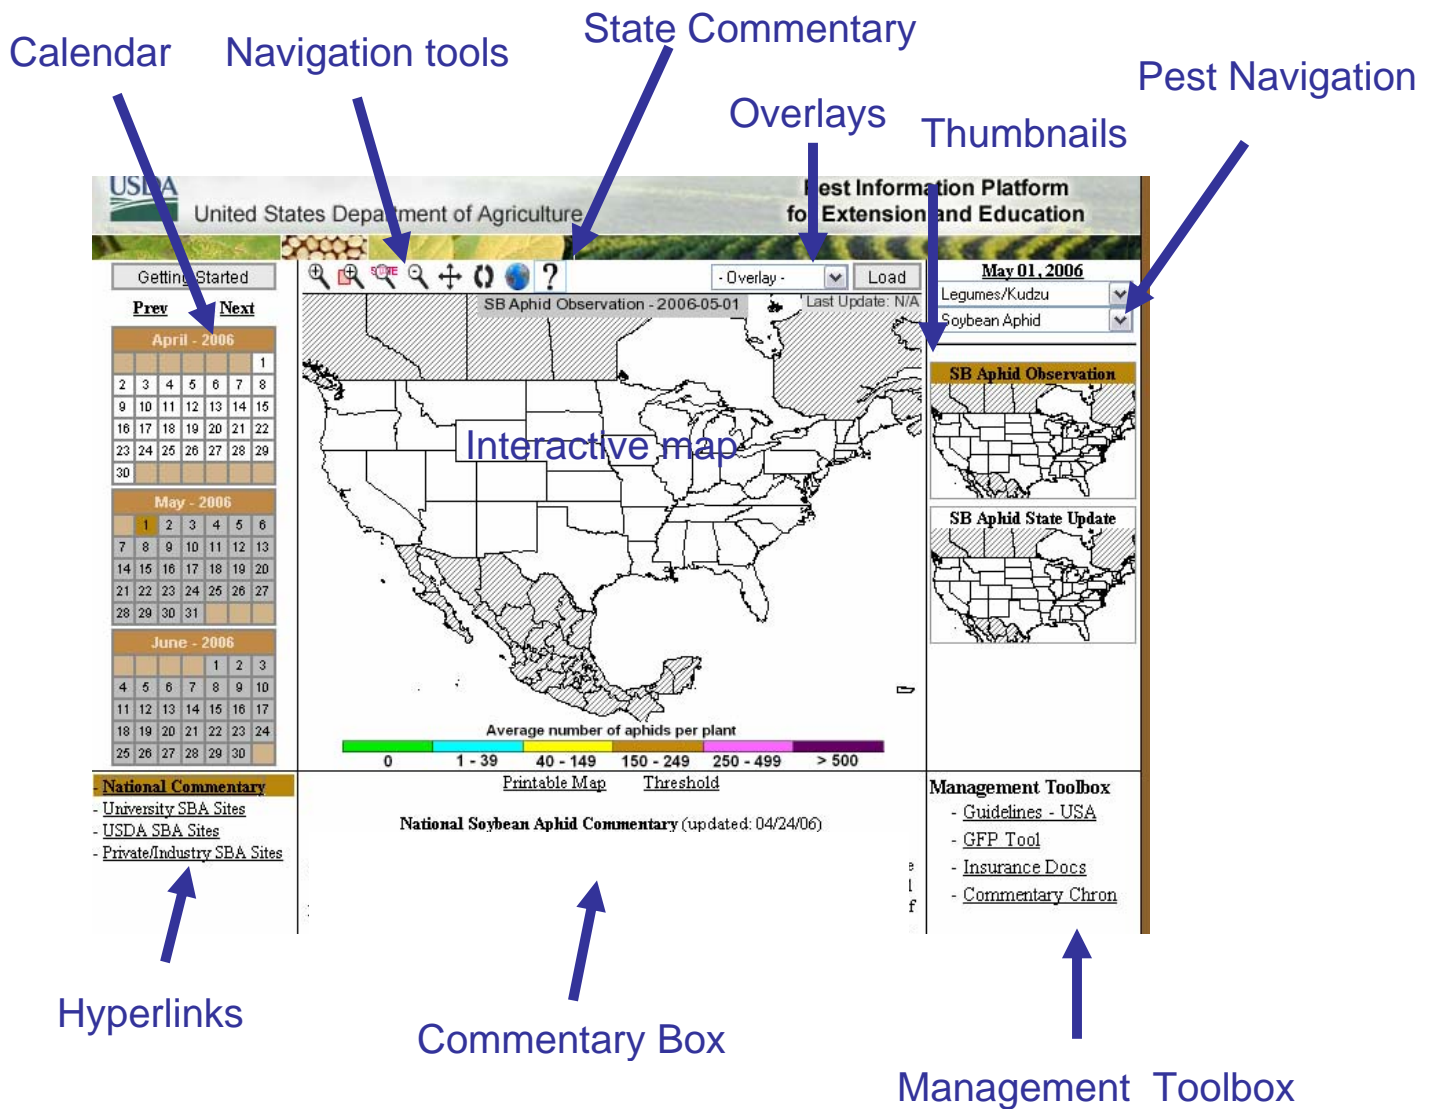 State Commentary
Calendar
Navigation tools
Pest Navigation
Overlays
Thumbnails
USDA
United States Department of Agriculture
Pest Information Platform
for Extension and Education
Getting Started
Prev Next
April - 2006
1
2 3 4 5 6 7 8
9 10 11 12 13 14 15
16 17 18 19 20 21 22
23 24 25 26 27 28 29
30
May - 2006
1 2 3 4 5 6
7 8 9 10 11 12 13
14 15 16 17 18 19 20
21 22 23 24 25 26 27
28 29 30 31
June - 2006
1 2 3
4 5 6 7 8 9 10
11 12 13 14 15 16 17
18 19 20 21 22 23 24
25 26 27 28 29 30
STATE
?
- Overlay -
Load
SB Aphid Observation - 2006-05-01
Last Update: N/A
Interactive map
Average number of aphids per plant
0 1 - 39 40 - 149 150 - 249 250 - 499 > 500
May 01, 2006
Legumes/Kudzu
Soybean Aphid
SB Aphid Observation
SB Aphid State Update
- National Commentary
- University SBA Sites
- USDA SBA Sites
- Private/Industry SBA Sites
Printable Map Threshold
National Soybean Aphid Commentary (updated: 04/24/06)
e
l
f
Management Toolbox
- Guidelines - USA
- GFP Tool
- Insurance Docs
- Commentary Chron
Hyperlinks
Commentary Box
Management Toolbox